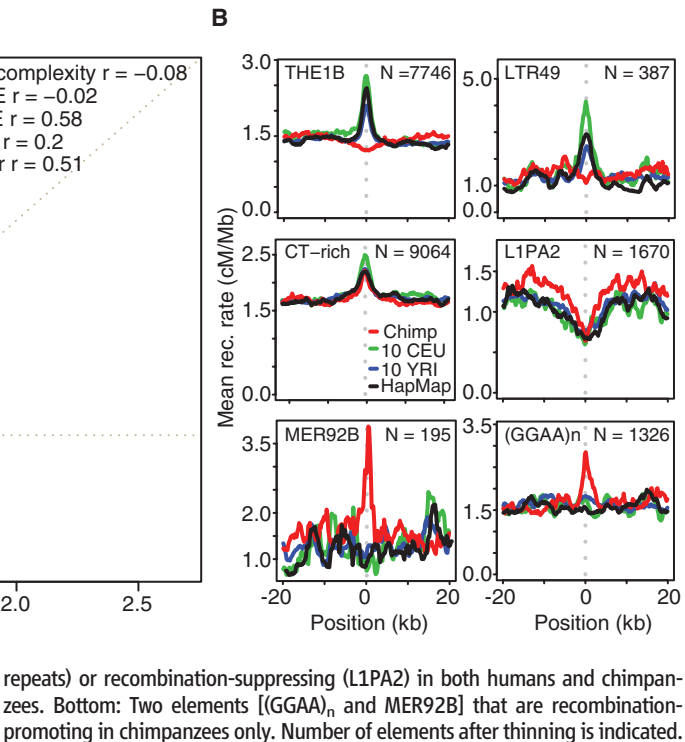 B
complexity r = −0.08
E r = −0.02
r = 0.58
r = 0.2
r = 0.51
2.0 2.5
Mean rec. rate (cM/Mb)
THE1B N =7746
3.0
1.5
0.0
LTR49 N = 387
5.0
1.0
0.0
CT−rich N = 9064
2.5
1.5
0.0
Chimp
10 CEU
10 YRI
HapMap
L1PA2 N = 1670
1.5
1.0
0.0
MER92B N = 195
3.5
2.0
1.0
-20 0 20
Position (kb)
(GGAA)n N = 1326
3.5
1.5
0.0
-20 0 20
Position (kb)
repeats) or recombination-suppressing (L1PA2) in both humans and chimpan-
zees. Bottom: Two elements [(GGAA)n and MER92B] that are recombination-
promoting in chimpanzees only. Number of elements after thinning is indicated.